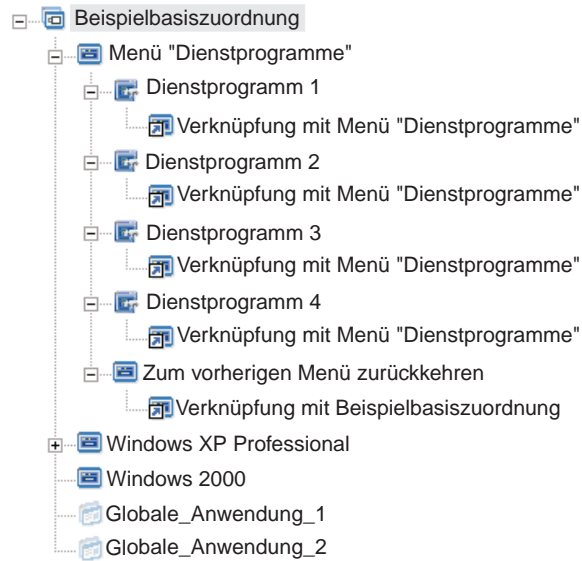 Beispielbasiszuordnung
Menü "Dienstprogramme"
Dienstprogramm 1
Verknüpfung mit Menü "Dienstprogramme"
Dienstprogramm 2
Verknüpfung mit Menü "Dienstprogramme"
Dienstprogramm 3
Verknüpfung mit Menü "Dienstprogramme"
Dienstprogramm 4
Verknüpfung mit Menü "Dienstprogramme"
Zum vorherigen Menü zurückkehren
Verknüpfung mit Beispielbasiszuordnung
Windows XP Professional
Windows 2000
Globale_Anwendung_1
Globale_Anwendung_2